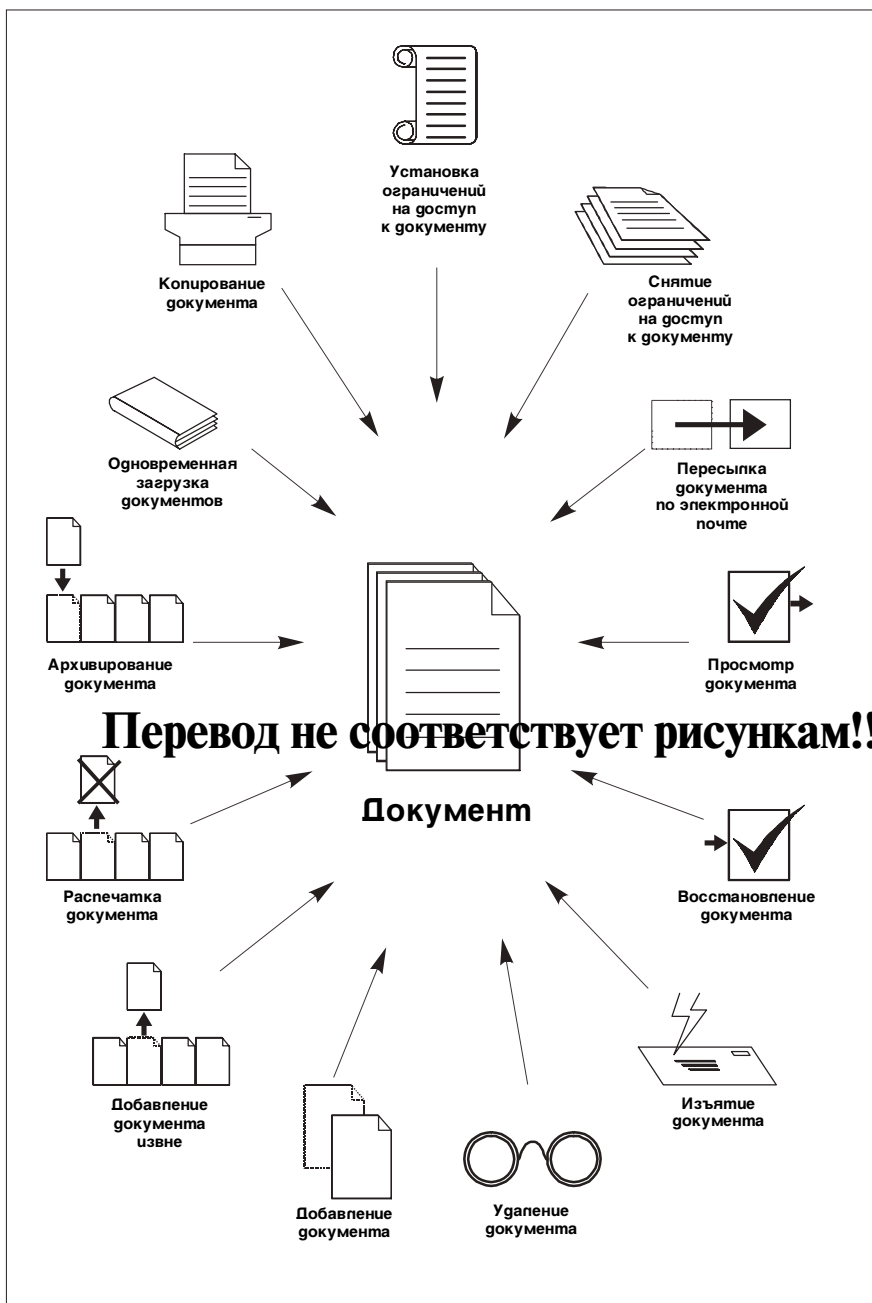 Установка
ограничений
на доступ
к документу
Копирование
документа
Снятие
ограничений
на доступ
к документу
Одновременная
загрузка
документов
Пересылка
документа
по электронной
почте
Архивирование
документа
Просмотр
документа
Перевод не соответствует рисункам!!
Документ
Распечатка
документа
Восстановление
документа
Добавление
документа
извне
Изъятие
документа
Добавление
документа
Удаление
документа